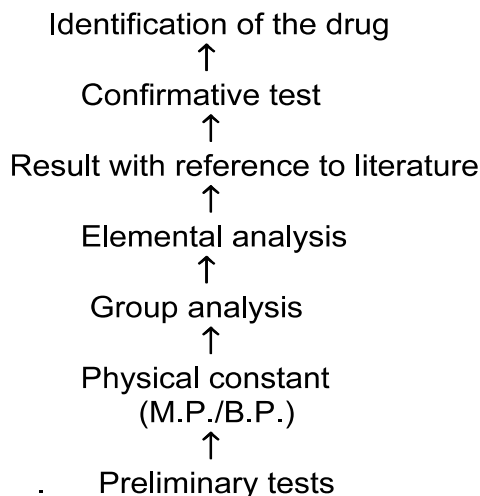 Identification of the drug
↑
Confirmative test
↑
Result with reference to literature
↑
Elemental analysis
↑
Group analysis
↑
Physical constant
(M.P./B.P.)
↑
. Preliminary tests